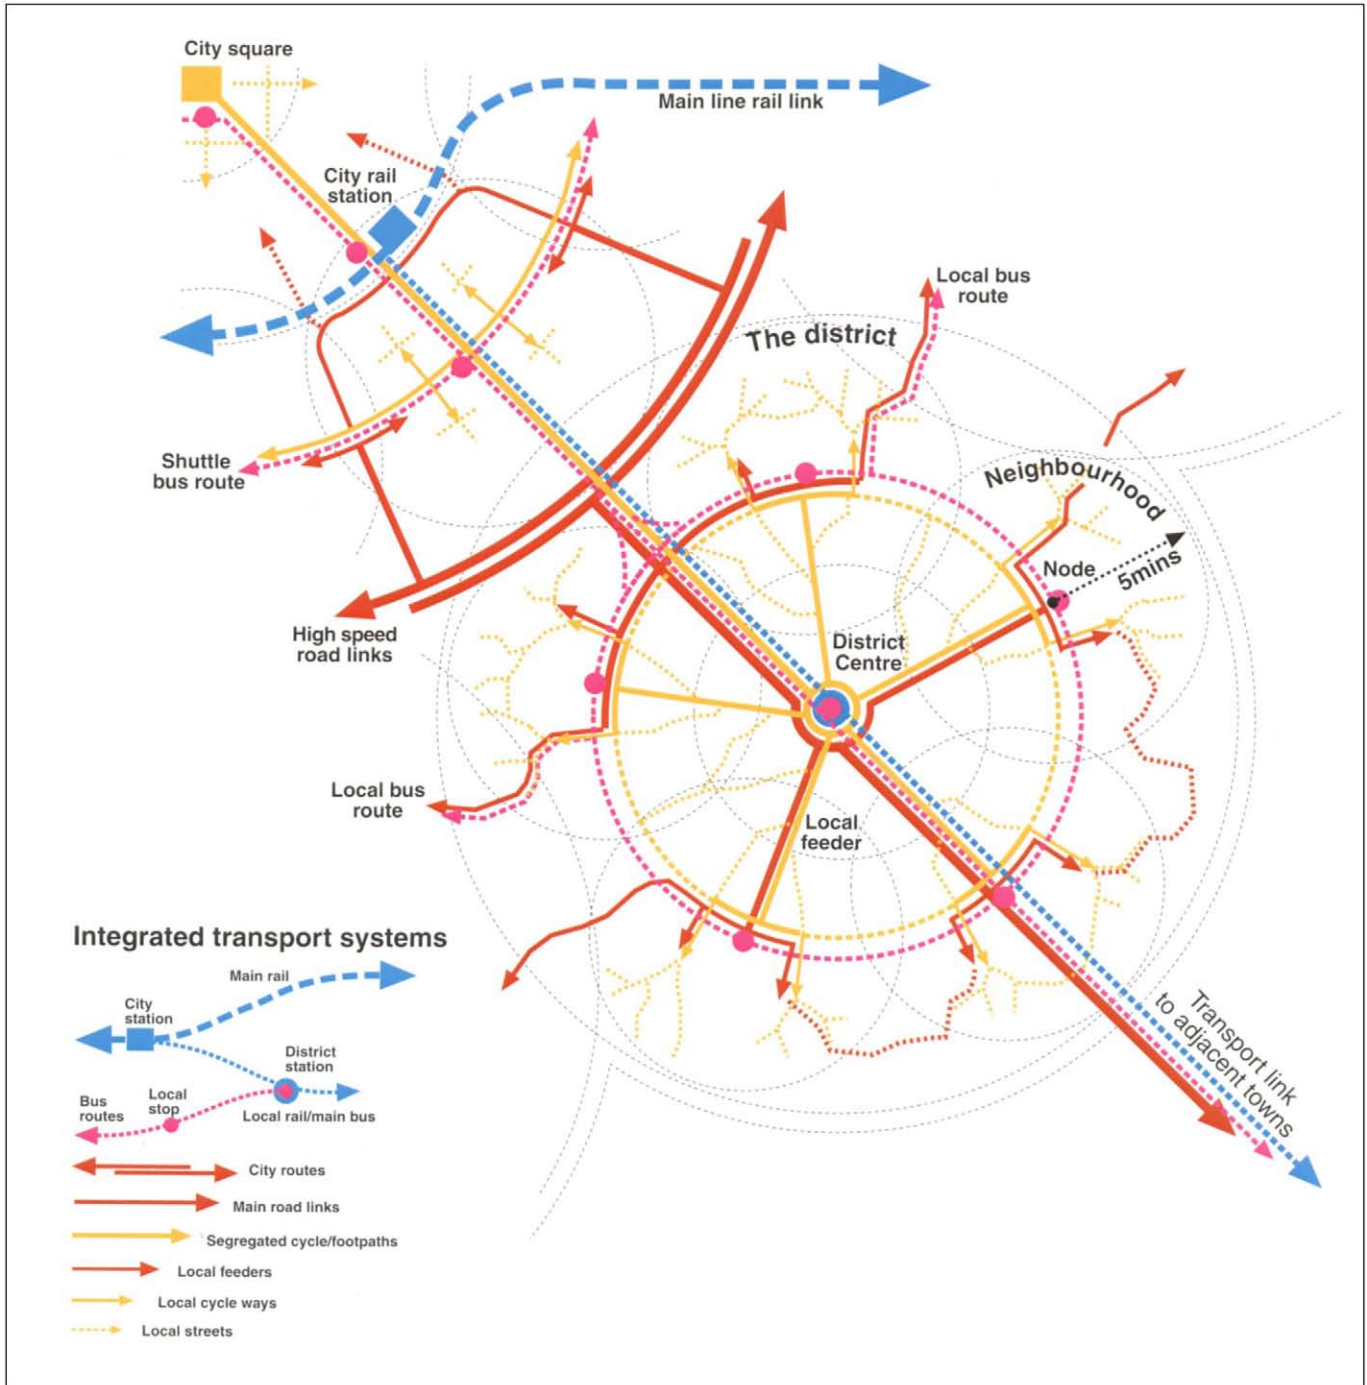 City square
Main line rail link
City rail
station
Local bus
route
The district
Shuttle
bus route
Neighbourhood
Node
5mins
High speed
road links
District
Centre
Local bus
route
Local
feeder
Transport link
to adjacent towns
Integrated transport systems
Main rail
City
station
District
station
Bus
routes
Local
stop
Local rail/main bus
City routes
Main road links
Segregated cycle/footpaths
Local feeders
Local cycle ways
Local streets